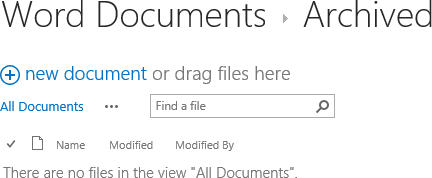 Word Documents ▸ Archived
new document or drag files here
All Documents ••• Find a file
Name Modified Modified By
There are no files in the view "All Documents".